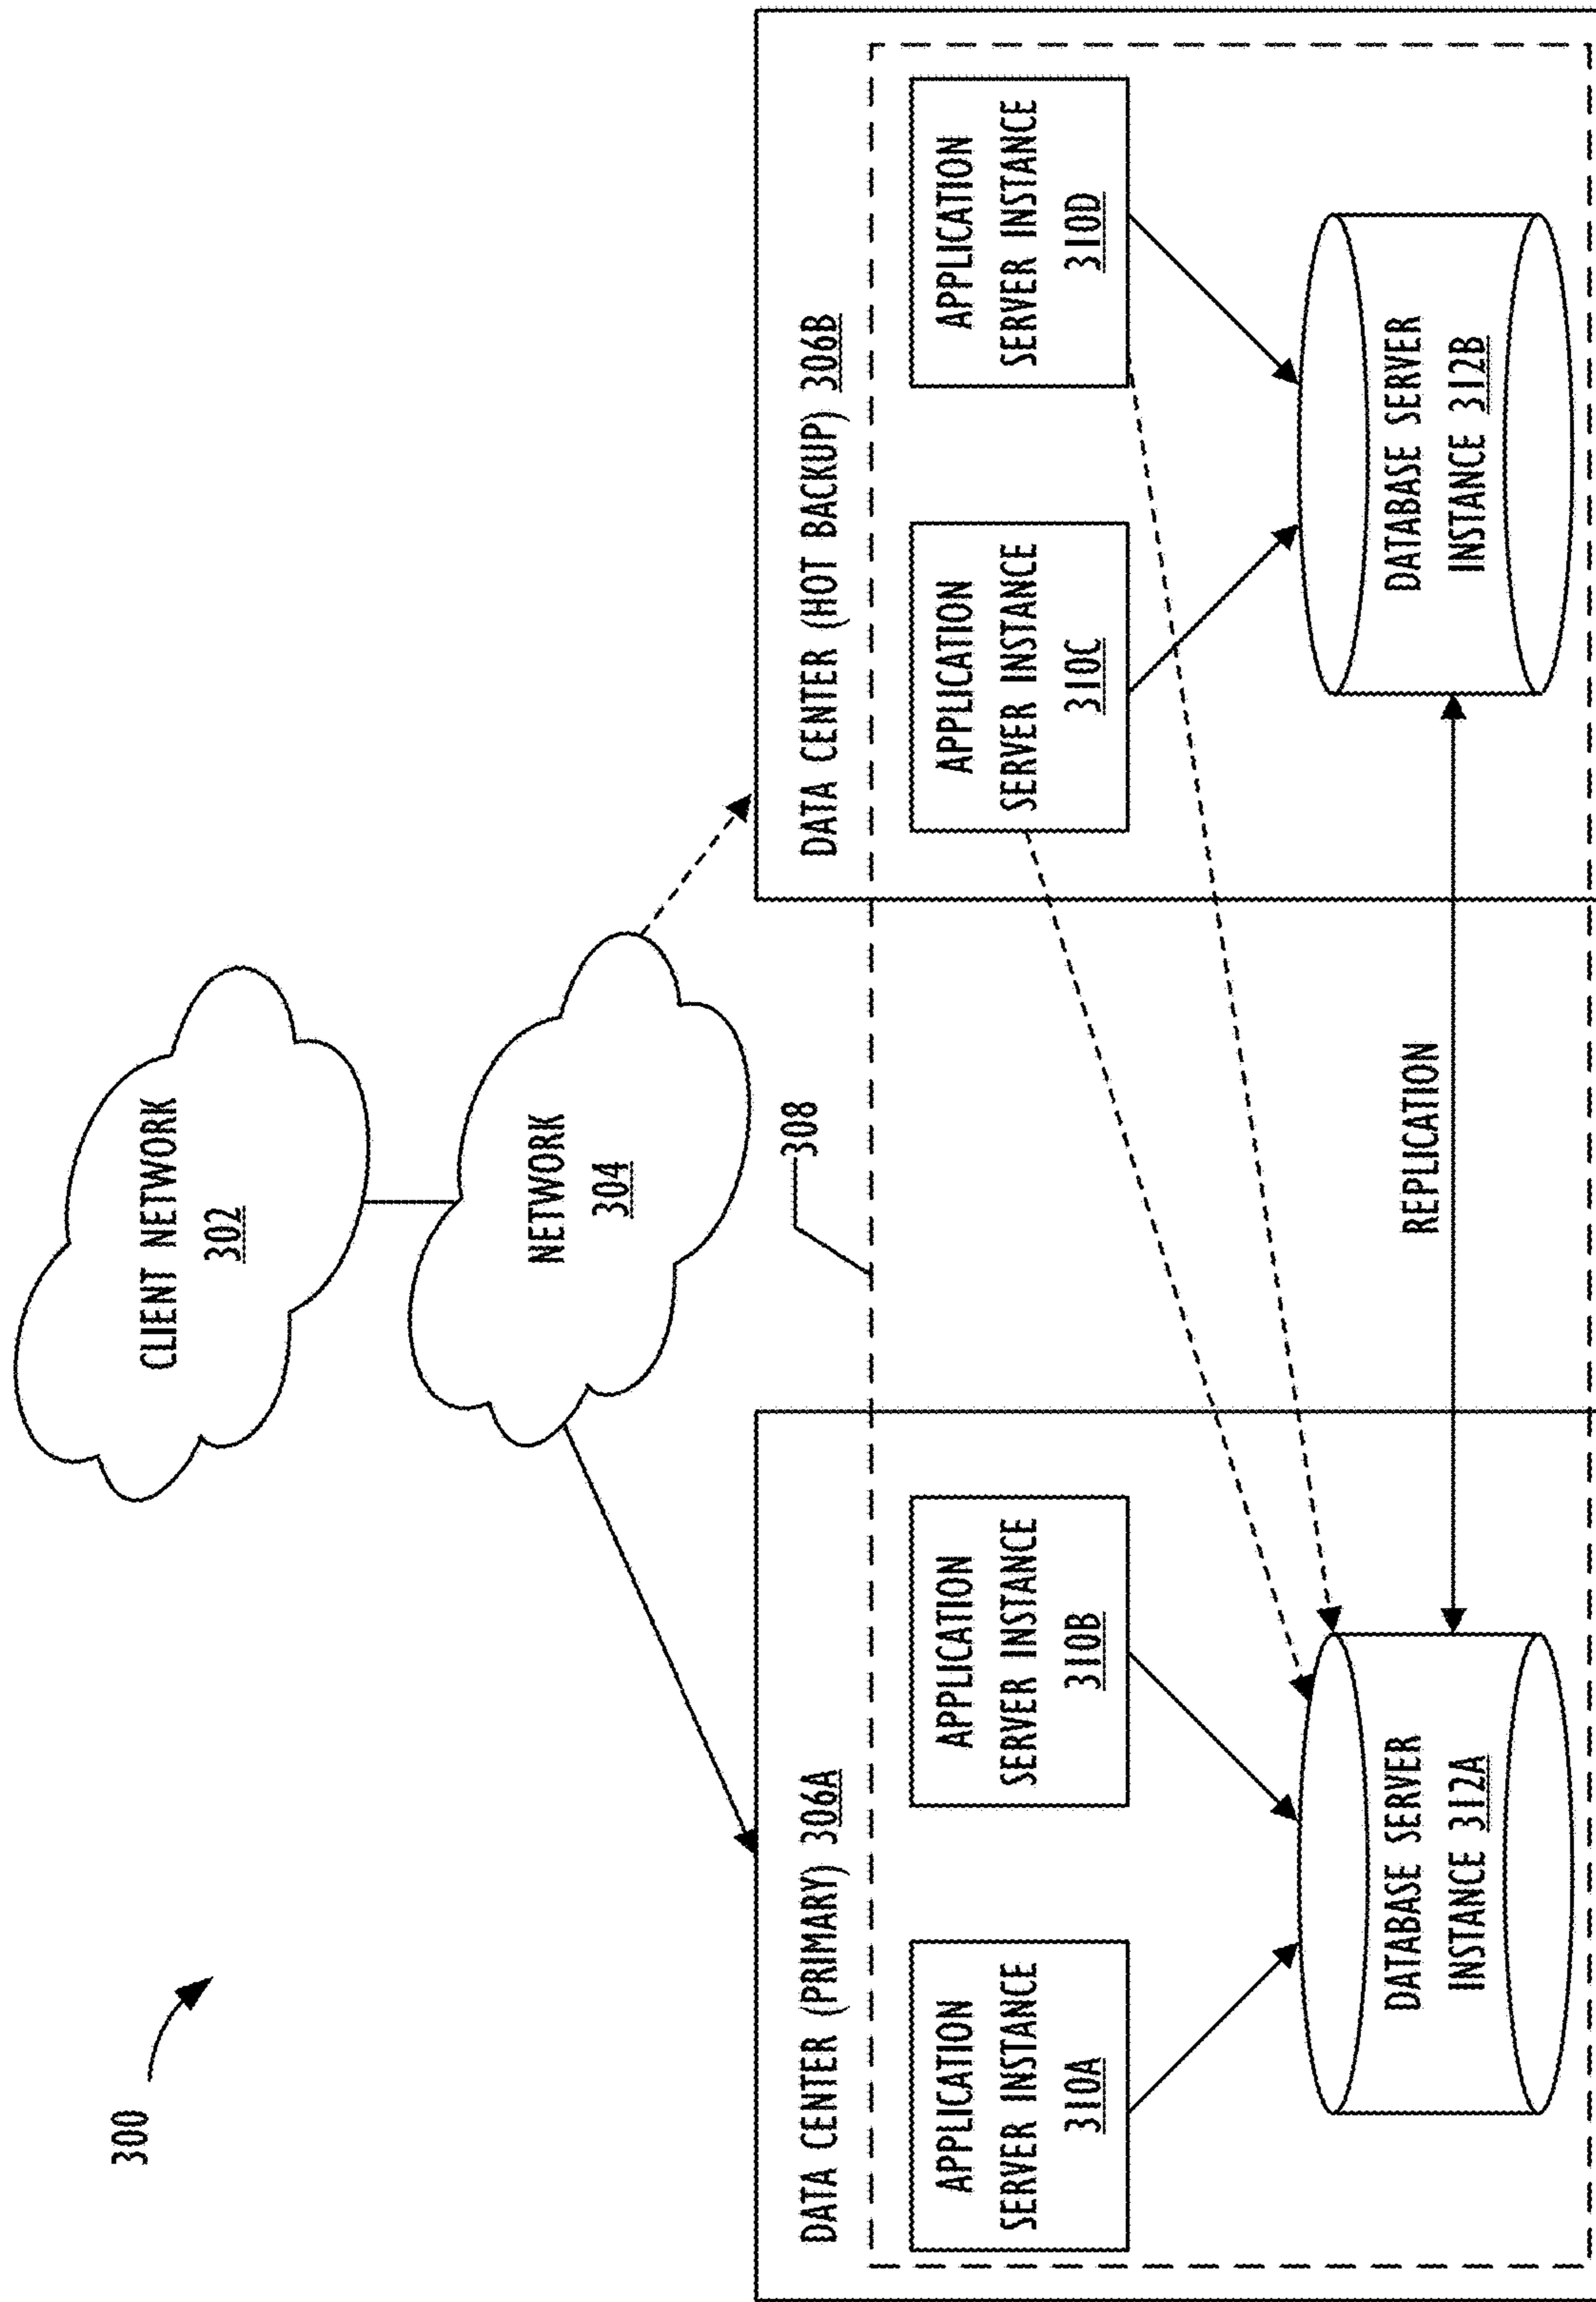 300
CLIENT NETWORK
302
NETWORK
304
308
DATA CENTER (PRIMARY) 306A
APPLICATION
SERVER INSTANCE
310A
APPLICATION
SERVER INSTANCE
310B
DATABASE SERVER
INSTANCE 312A
REPLICATION
DATA CENTER (HOT BACKUP) 306B
APPLICATION
SERVER INSTANCE
310C
APPLICATION
SERVER INSTANCE
310D
DATABASE SERVER
INSTANCE 312B